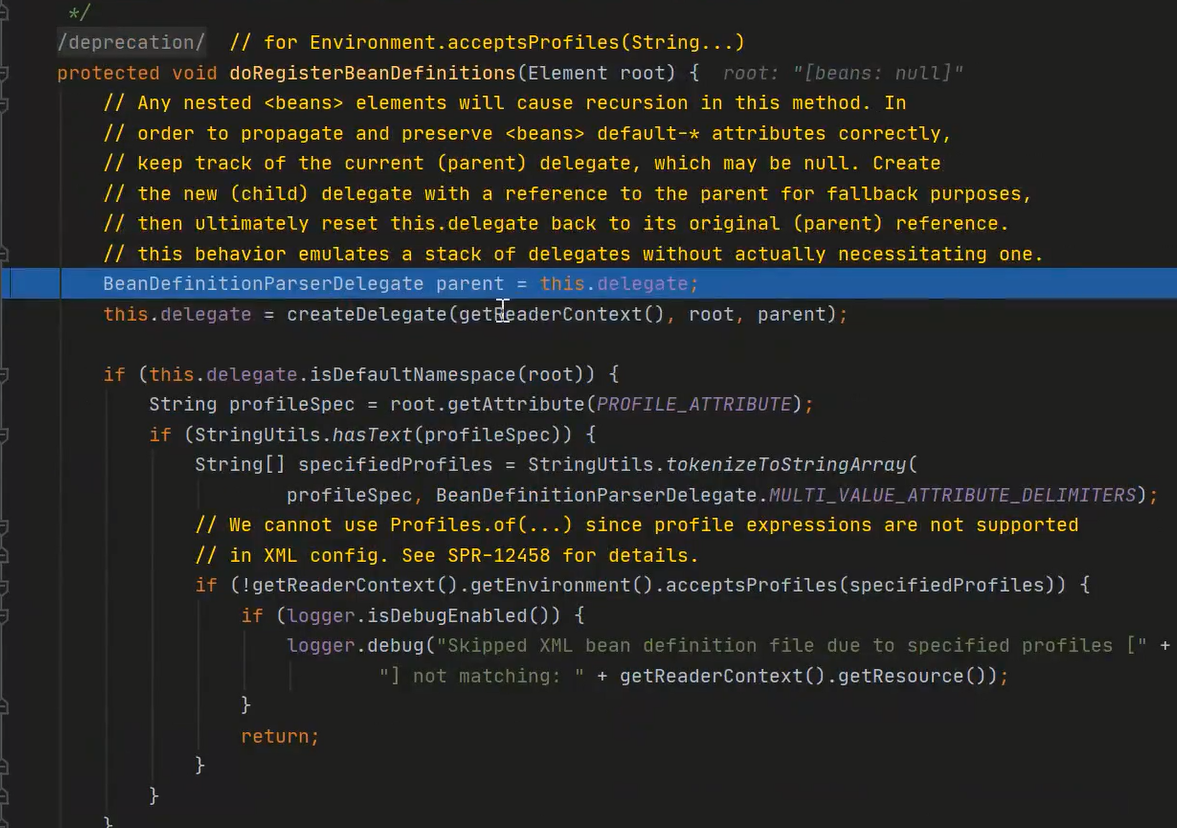 */
/deprecation/ // for Environment.acceptsProfiles(String...)
protected void doRegisterBeanDefinitions(Element root) { root: "[beans: null]"
// Any nested <beans> elements will cause recursion in this method. In
// order to propagate and preserve <beans> default-* attributes correctly,
// keep track of the current (parent) delegate, which may be null. Create
// the new (child) delegate with a reference to the parent for fallback purposes,
// then ultimately reset this.delegate back to its original (parent) reference.
// this behavior emulates a stack of delegates without actually necessitating one.
BeanDefinitionParserDelegate parent = this.delegate;
this.delegate = createDelegate(getReaderContext(), root, parent);
if (this.delegate.isDefaultNamespace(root)) {
String profileSpec = root.getAttribute(PROFILE_ATTRIBUTE);
if (StringUtils.hasText(profileSpec)) {
String[] specifiedProfiles = StringUtils.tokenizeToStringArray(
profileSpec, BeanDefinitionParserDelegate.MULTI_VALUE_ATTRIBUTE_DELIMITERS);
// We cannot use Profiles.of(...) since profile expressions are not supported
// in XML config. See SPR-12458 for details.
if (!getReaderContext().getEnvironment().acceptsProfiles(specifiedProfiles)) {
if (logger.isDebugEnabled()) {
logger.debug("Skipped XML bean definition file due to specified profiles [" +
"] not matching: " + getReaderContext().getResource());
}
return;
}
}
}